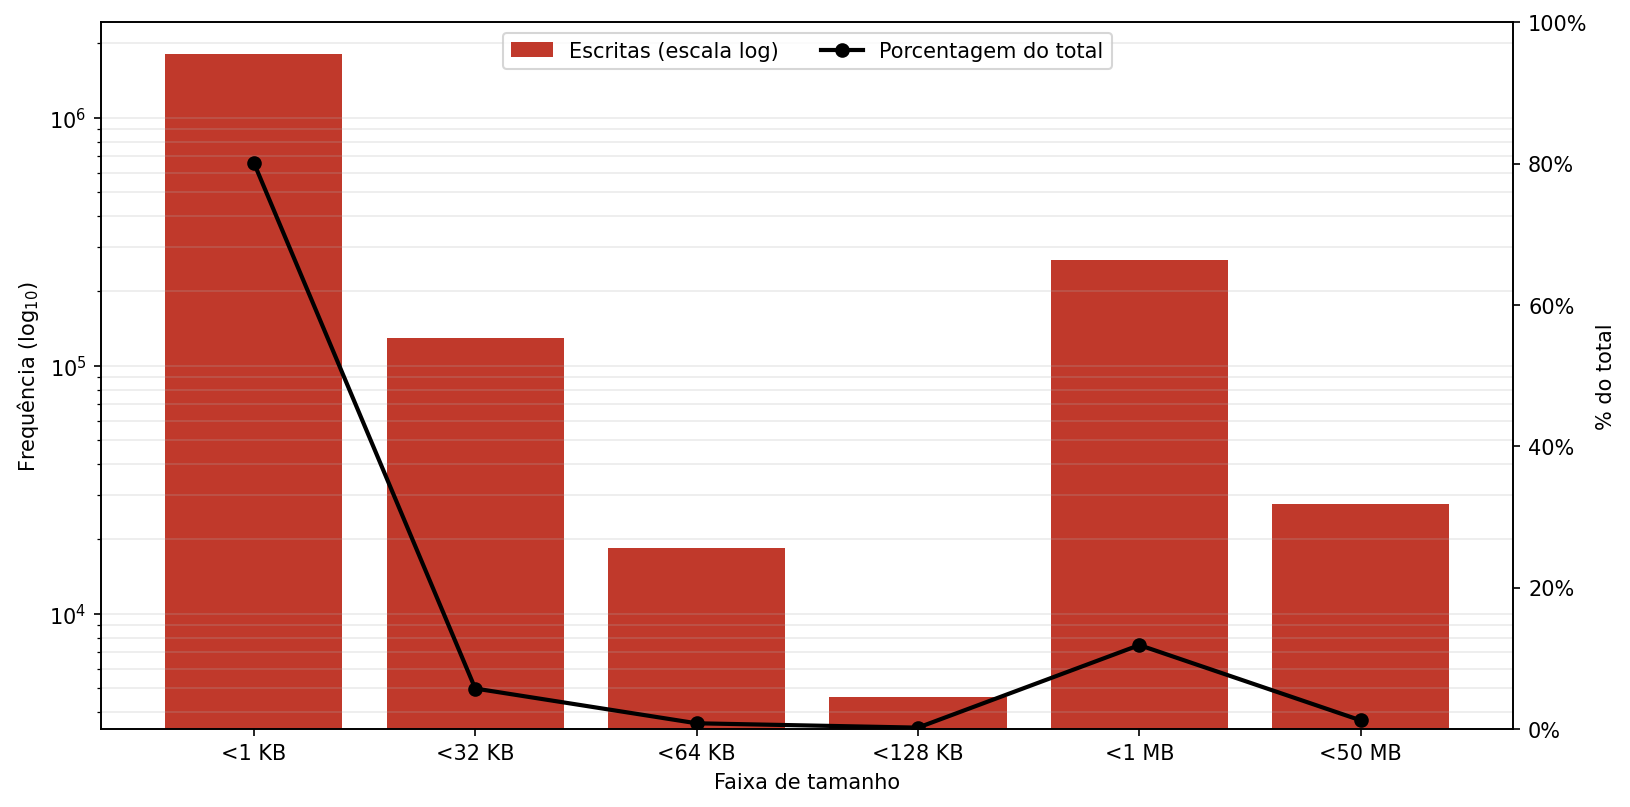 Escritas (escala log)
Porcentagem do total
Frequência (log₁₀)
10⁶
10⁵
10⁴
100%
80%
60%
40%
20%
0%
% do total
<1 KB
<32 KB
<64 KB
<128 KB
<1 MB
<50 MB
Faixa de tamanho